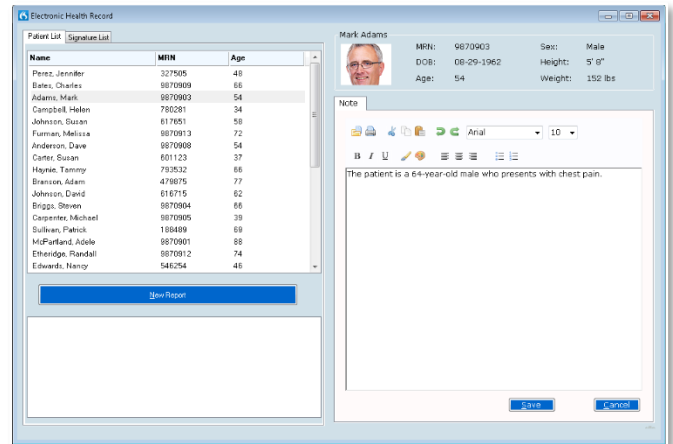 Electronic Health Record
Patient List Signature List
Name MRN Age
Perez, Jennifer 327505 48
Bates, Charles 9870909 66
Adams, Mark 9870903 54
Campbell, Helen 780281 34
Johnson, Susan 617651 58
Furman, Melissa 9870913 72
Anderson, Dave 9870908 54
Carter, Susan 601123 37
Haynie, Tammy 793532 66
Branson, Adam 479875 77
Johnson, David 616715 62
Briggs, Steven 9870904 66
Carpenter, Michael 9870905 39
Sullivan, Patrick 188489 69
McPartland, Adele 9870901 88
Etheridge, Randall 9870912 74
Edwards, Nancy 546254 46
New Report
Mark Adams
MRN: 9870903 Sex: Male
DOB: 08-29-1962 Height: 5' 8"
Age: 54 Weight: 152 lbs
Note
Arial 10
B I U
The patient is a 64-year-old male who presents with chest pain.
Save Cancel